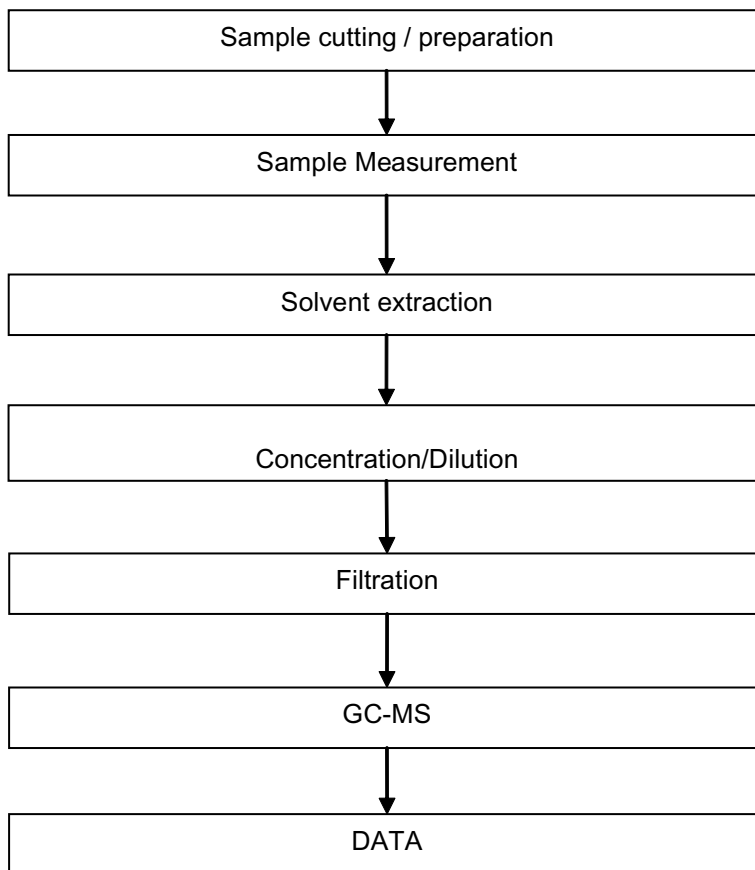 Sample cutting / preparation
Sample Measurement
Solvent extraction
Concentration/Dilution
Filtration
GC-MS
DATA